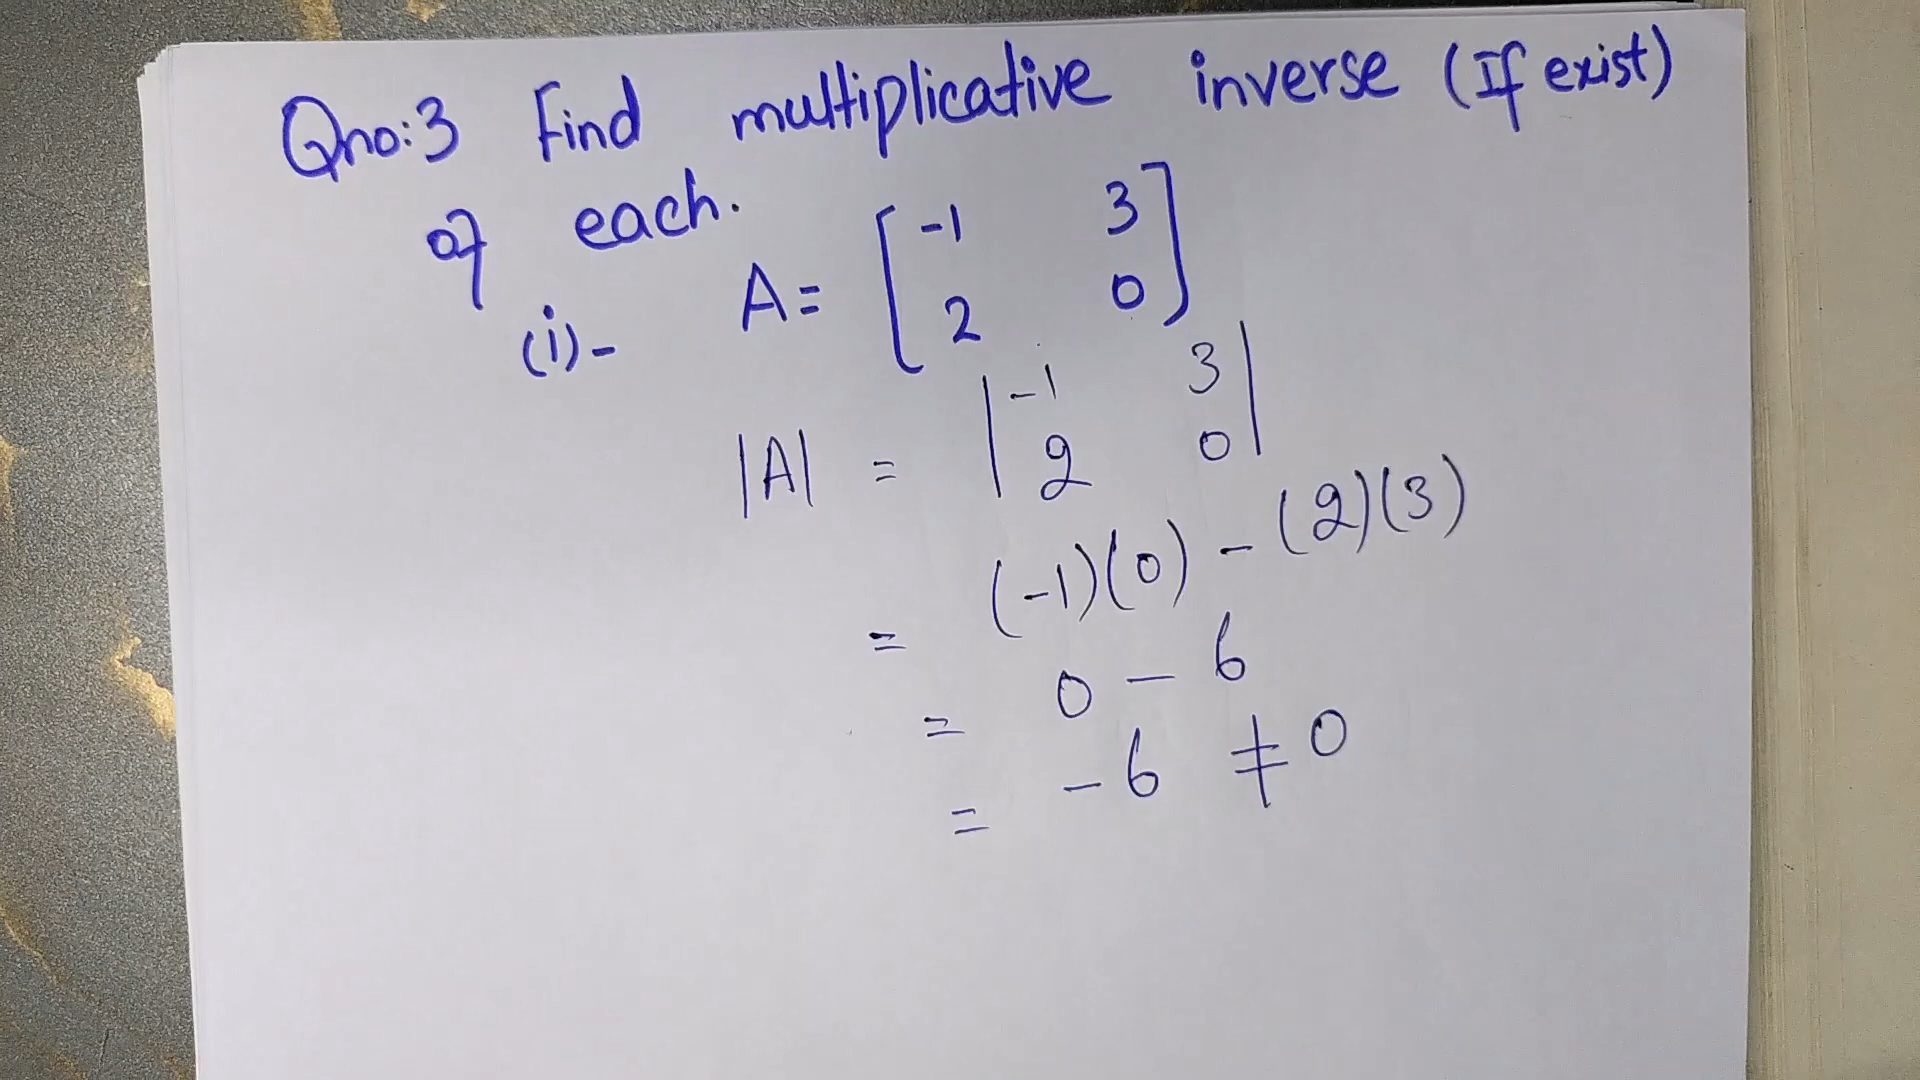 Qno:3 Find multiplicative inverse (If exist)
of each.
(i)- A= [ -1 3
2 0 ]
|A| = | -1 3
2 0 |
= (-1)(0) - (2)(3)
= 0 - 6
= -6 ≠ 0